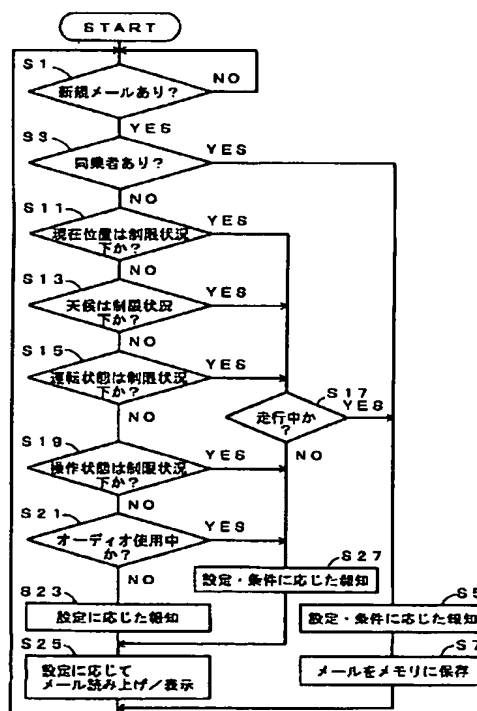 START
S1
新規メールあり?
NO
YES
S3
同乗者あり?
YES
NO
S11
現在位置は制限状況
下か?
YES
NO
S13
天候は制限状況
下か?
YES
NO
S15
運転状態は制限状況
下か?
YES
NO
S17
走行中か
?
YES
NO
S19
操作状態は制限状況
下か?
YES
NO
S21
オーディオ使用中
か?
YES
NO
S27
設定・条件に応じた報知
S23
設定に応じた報知
S5
設定・条件に応じた報知
S25
設定に応じて
メール読み上げ/表示
S7
メールをメモリに保存